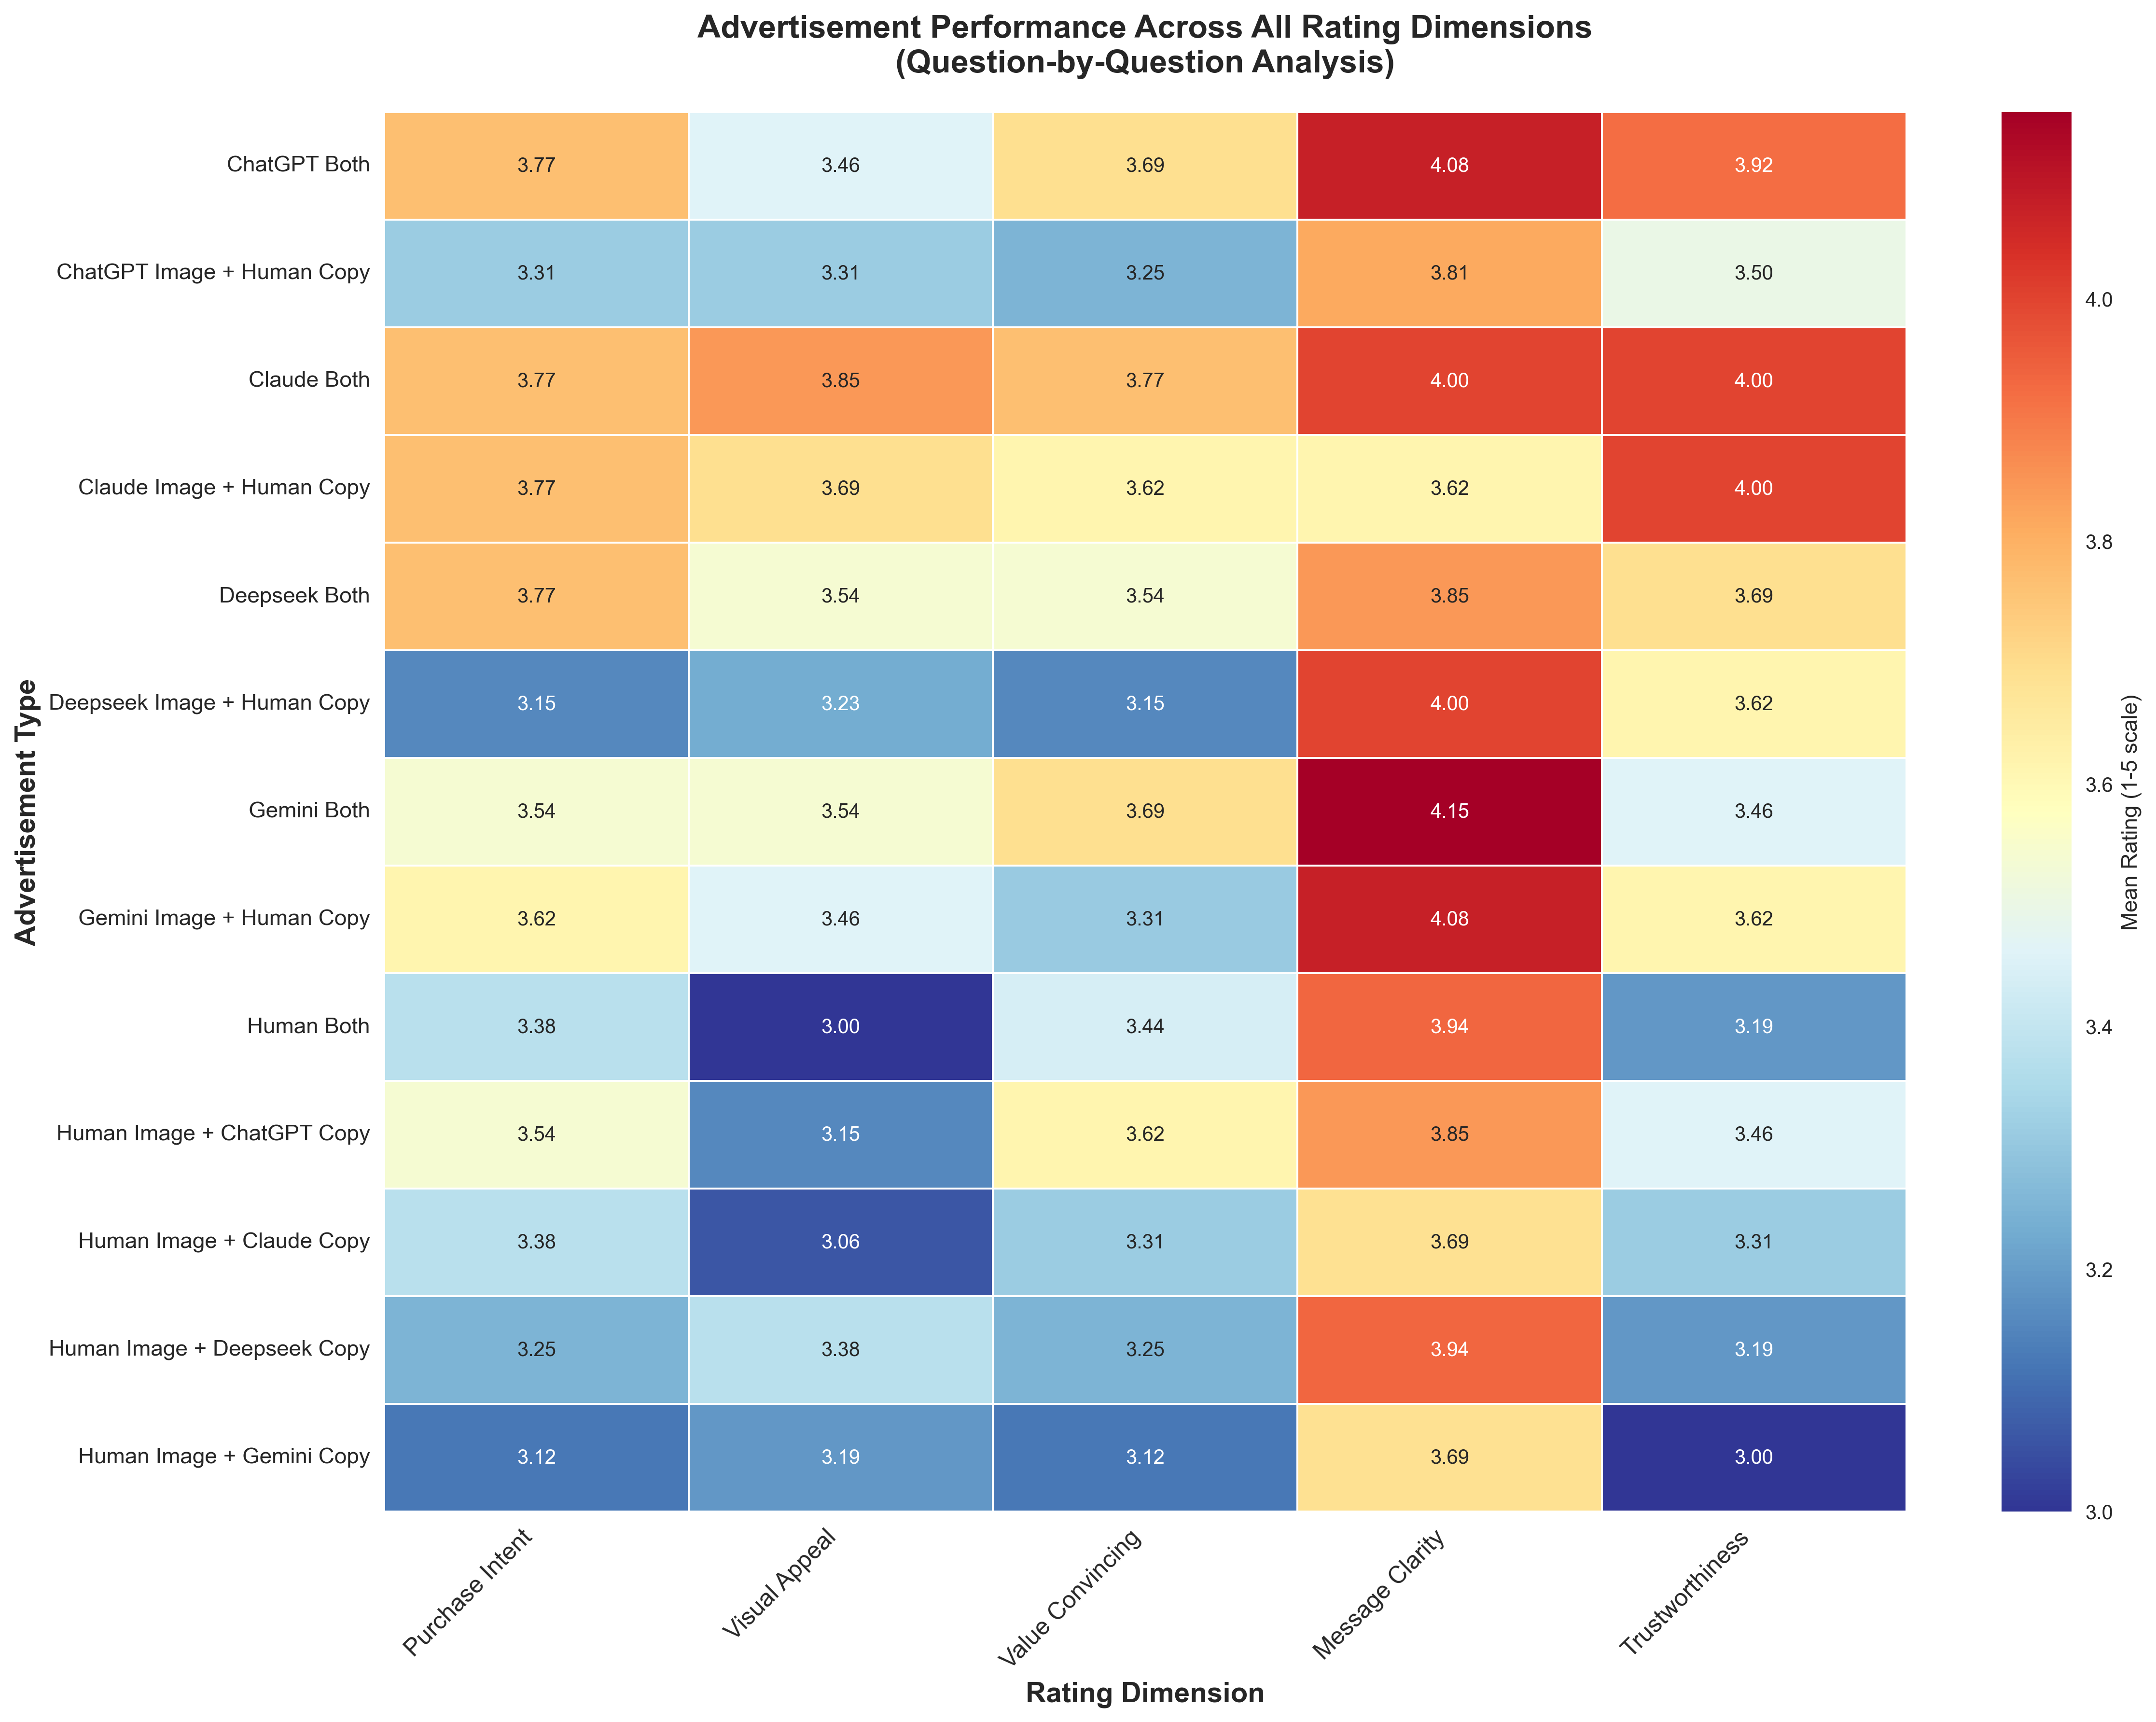 Advertisement Performance Across All Rating Dimensions
(Question-by-Question Analysis)
Advertisement Type
ChatGPT Both 3.77 3.46 3.69 4.08 3.92
ChatGPT Image + Human Copy 3.31 3.31 3.25 3.81 3.50
Claude Both 3.77 3.85 3.77 4.00 4.00
Claude Image + Human Copy 3.77 3.69 3.62 3.62 4.00
Deepseek Both 3.77 3.54 3.54 3.85 3.69
Deepseek Image + Human Copy 3.15 3.23 3.15 4.00 3.62
Gemini Both 3.54 3.54 3.69 4.15 3.46
Gemini Image + Human Copy 3.62 3.46 3.31 4.08 3.62
Human Both 3.38 3.00 3.44 3.94 3.19
Human Image + ChatGPT Copy 3.54 3.15 3.62 3.85 3.46
Human Image + Claude Copy 3.38 3.06 3.31 3.69 3.31
Human Image + Deepseek Copy 3.25 3.38 3.25 3.94 3.19
Human Image + Gemini Copy 3.12 3.19 3.12 3.69 3.00
Purchase Intent
Visual Appeal
Value Convincing
Message Clarity
Trustworthiness
Rating Dimension
4.0
3.8
3.6
3.4
3.2
3.0
Mean Rating (1-5 scale)